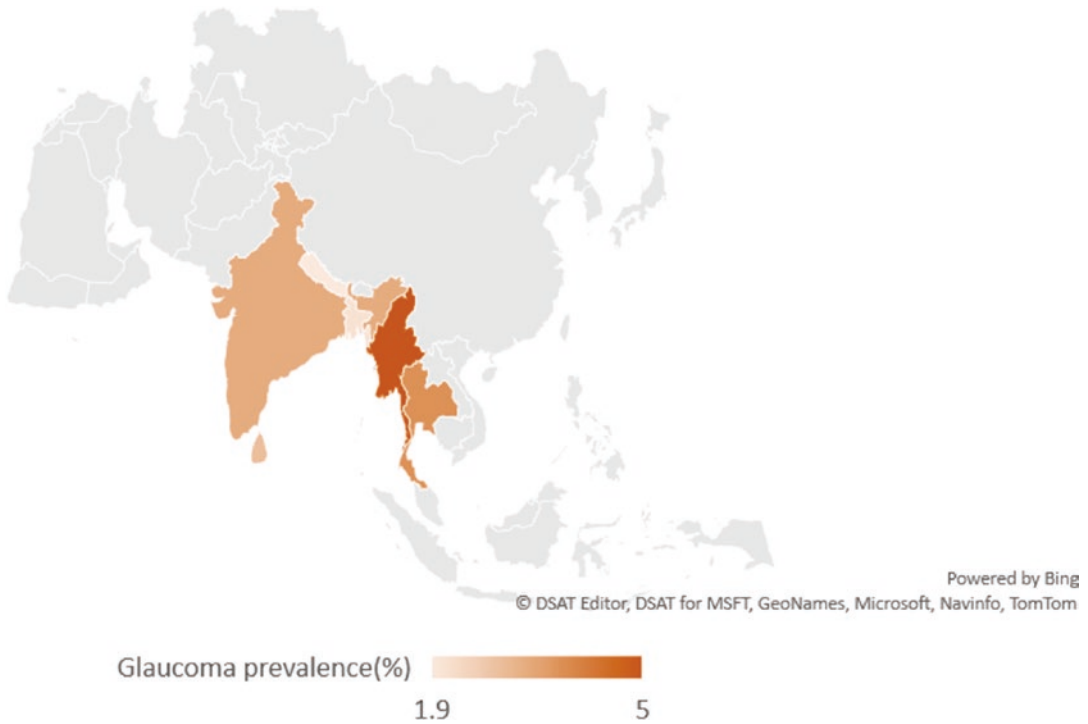 Powered by Bing
© DSAT Editor, DSAT for MSFT, GeoNames, Microsoft, Navinfo, TomTom
Glaucoma prevalence(%)
1.9 5